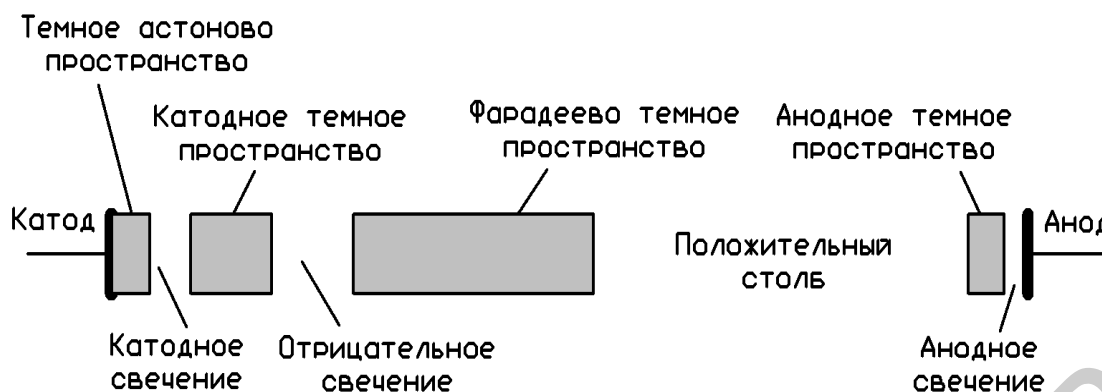 Темное астоново
пространство
Катодное темное
пространство
Фарадеево темное
пространство
Анодное темное
пространство
Катод
Положительный
столб
Анод
Катодное
свечение
Отрицательное
свечение
Анодное
свечение